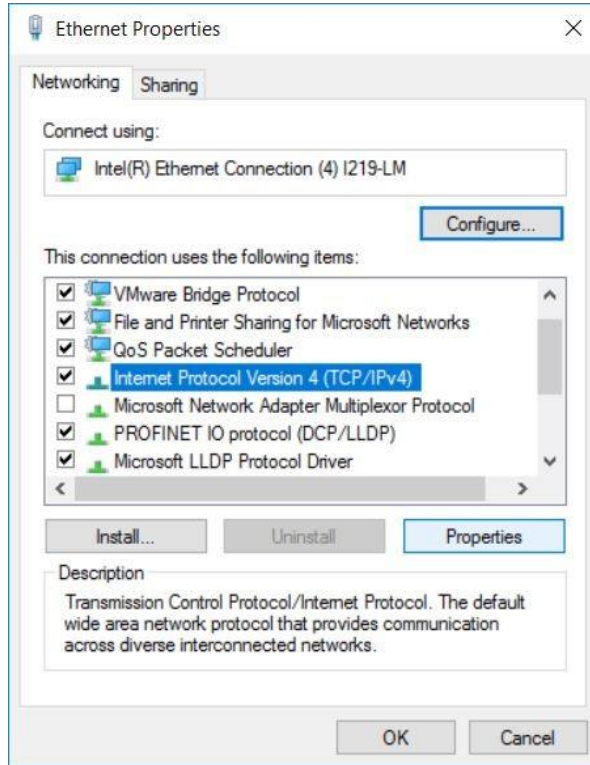 Ethernet Properties
Networking
Sharing
Connect using:
Intel(R) Ethernet Connection (4) I219-LM
Configure...
This connection uses the following items:
VMware Bridge Protocol
File and Printer Sharing for Microsoft Networks
QoS Packet Scheduler
Internet Protocol Version 4 (TCP/IPv4)
Microsoft Network Adapter Multiplexor Protocol
PROFINET IO protocol (DCP/LLDP)
Microsoft LLDP Protocol Driver
Install...
Uninstall
Properties
Description
Transmission Control Protocol/Internet Protocol. The default
wide area network protocol that provides communication
across diverse interconnected networks.
OK
Cancel